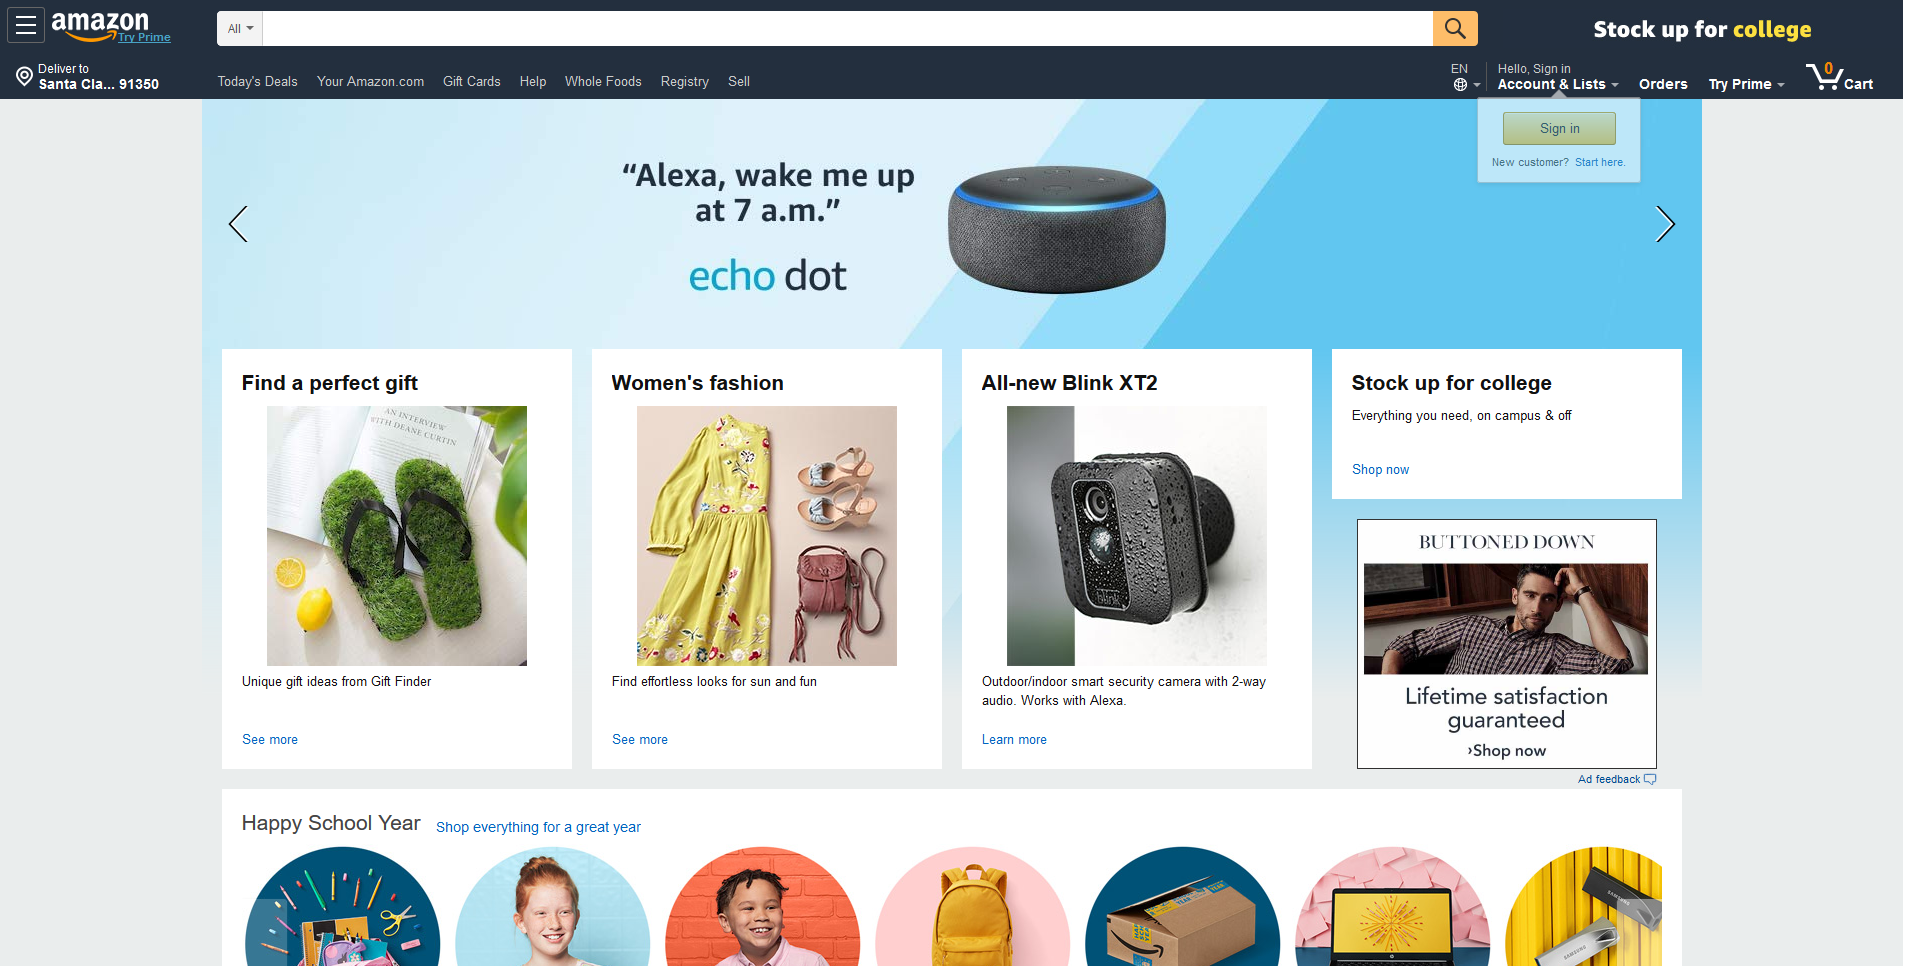 amazon
Try Prime
All
Stock up for college
Deliver to
Santa Cla... 91350
Today's Deals
Your Amazon.com
Gift Cards
Help
Whole Foods
Registry
Sell
EN
Hello, Sign in
Account & Lists
Orders
Try Prime
0
Cart
Sign in
New customer? Start here.
“Alexa, wake me up
at 7 a.m.”
echo dot
Find a perfect gift
AN INTERVIEW
WITH DEANE CURTIN
Unique gift ideas from Gift Finder
See more
Women's fashion
Find effortless looks for sun and fun
See more
All-new Blink XT2
blink
Outdoor/indoor smart security camera with 2-way
audio. Works with Alexa.
Learn more
Stock up for college
Everything you need, on campus & off
Shop now
BUTTONED DOWN
Lifetime satisfaction
guaranteed
›Shop now
Ad feedback
Happy School Year
Shop everything for a great year
SAMSUNG
SAMSUNG